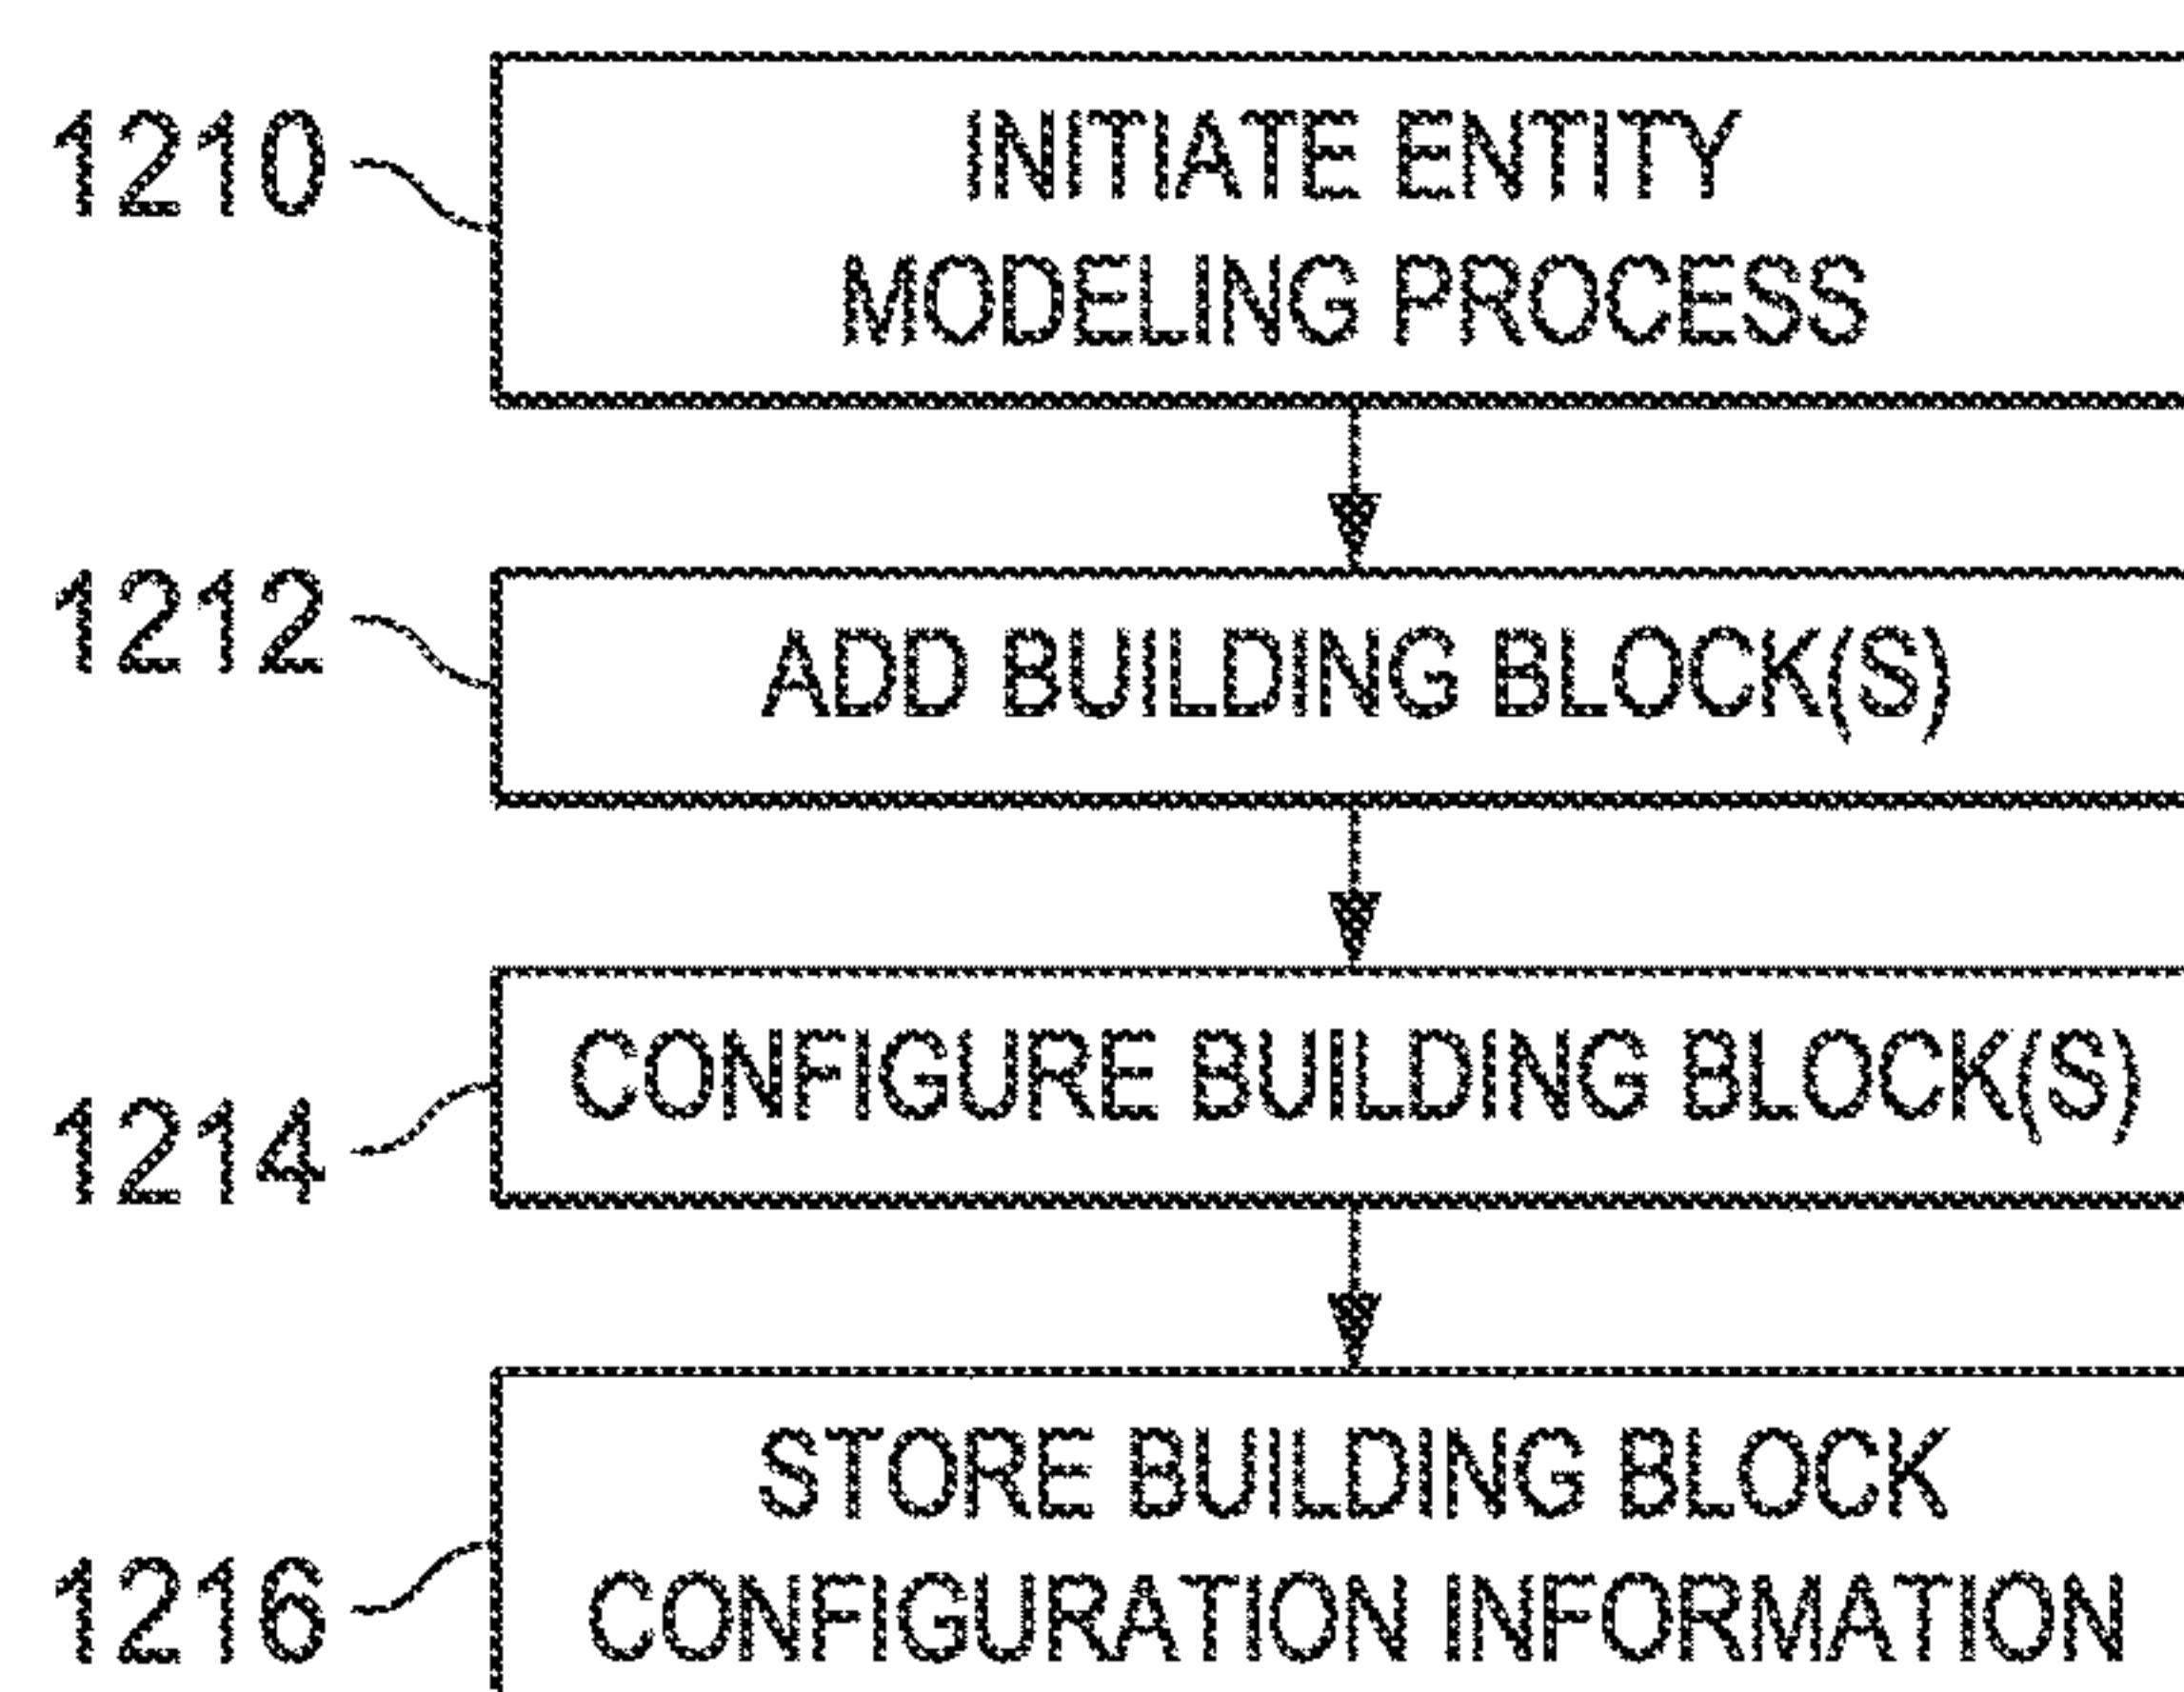 1210
INITIATE ENTITY
MODELING PROCESS
1212
ADD BUILDING BLOCK(S)
1214
CONFIGURE BUILDING BLOCK(S)
1216
STORE BUILDING BLOCK
CONFIGURATION INFORMATION